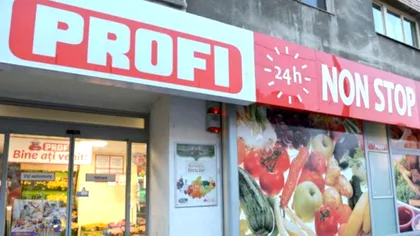 PROFI
24h
NON STOP
PROFI
Bine ați venit!